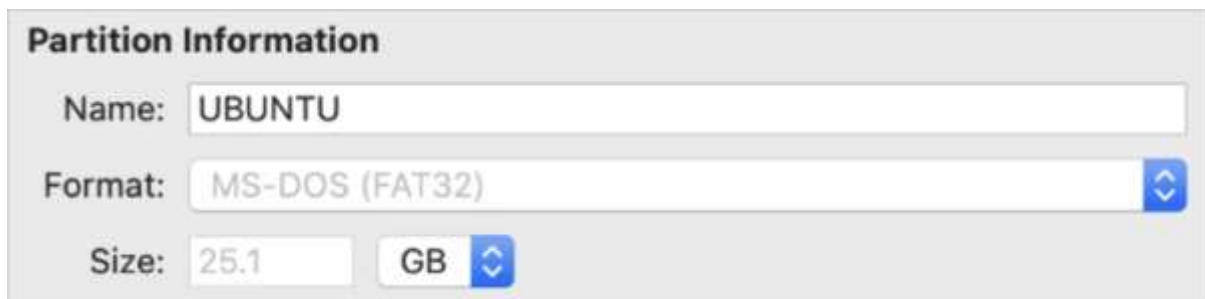 Partition Information
Name: UBUNTU
Format: MS-DOS (FAT32)
Size: 25.1 GB